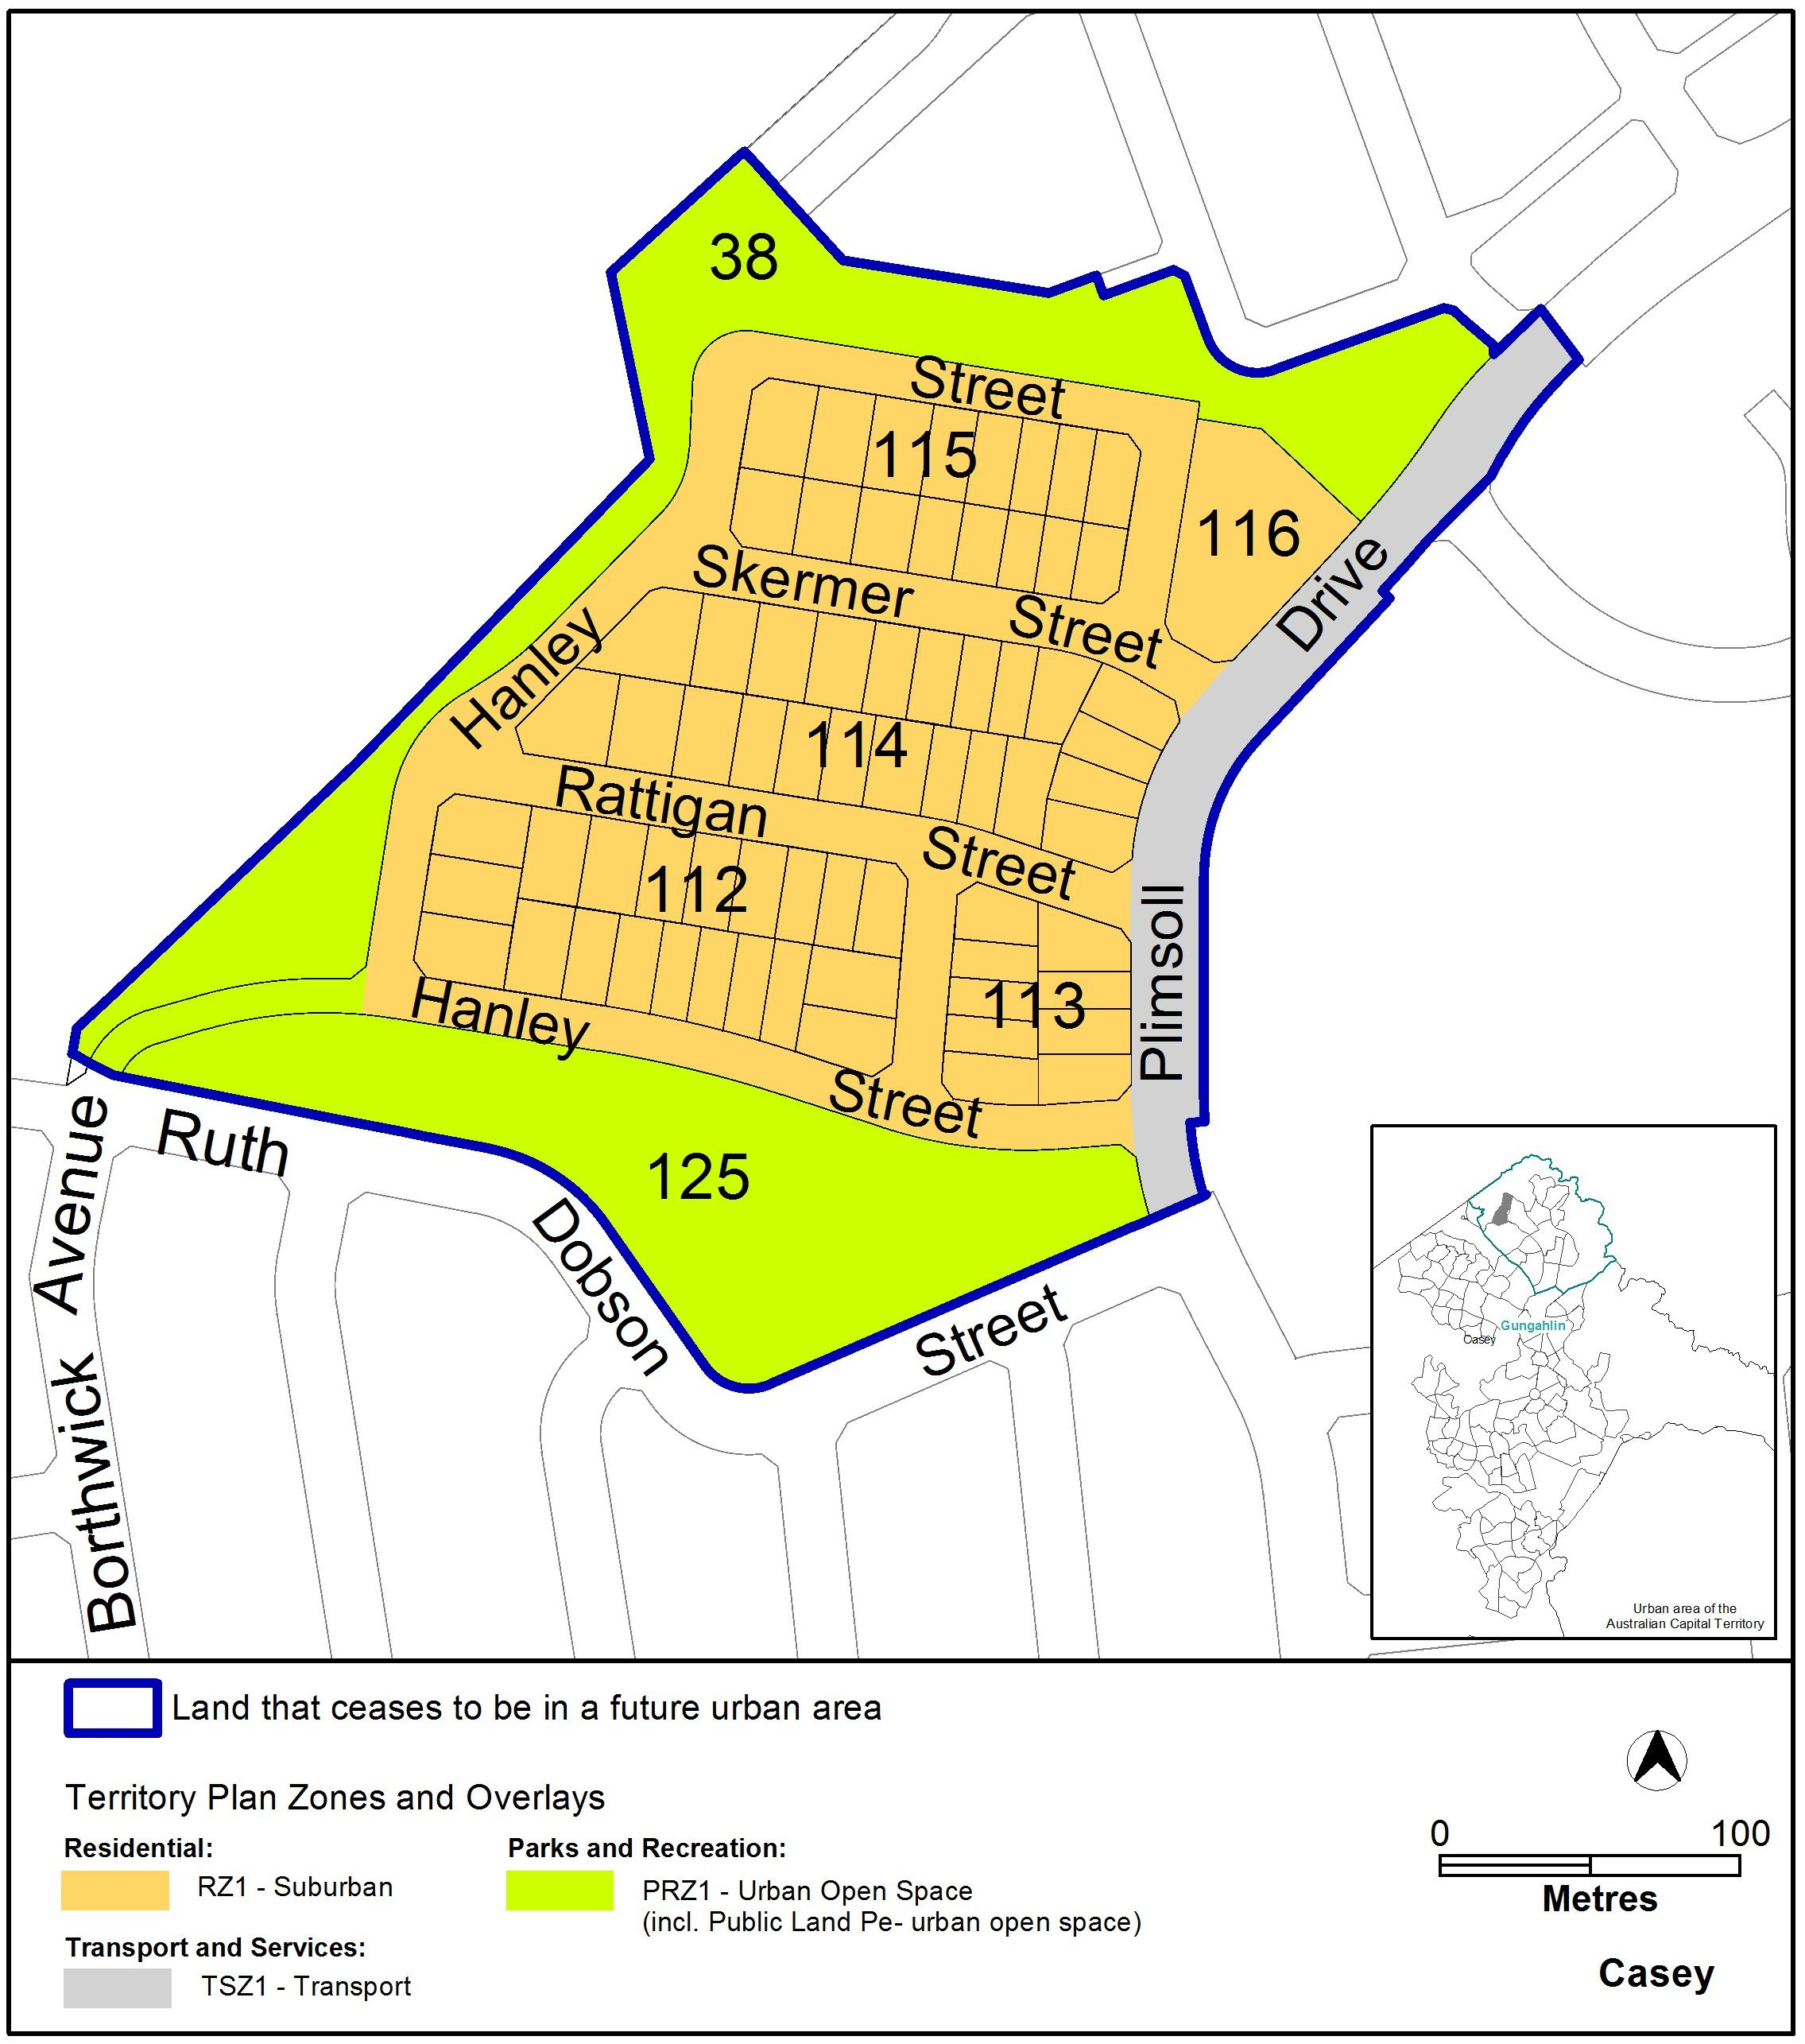 38
Street
115
116
Skermer
Street
Drive
Hanley
114
Rattigan
Street
112
Plimsoll
113
Hanley
Street
125
Ruth
Dobson
Street
Borthwick Avenue
Gungahlin
Casey
Urban area of the
Australian Capital Territory
Land that ceases to be in a future urban area
Territory Plan Zones and Overlays
Residential:
RZ1 - Suburban
Parks and Recreation:
PRZ1 - Urban Open Space
(incl. Public Land Pe- urban open space)
Transport and Services:
TSZ1 - Transport
0 100
Metres
Casey